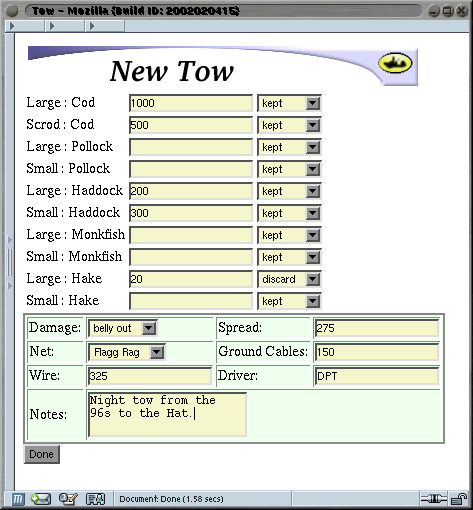 Tow - Mozilla {Build ID: 2002020415}
New Tow
Large : Cod 1000 kept
Scrod : Cod 500 kept
Large : Pollock kept
Small : Pollock kept
Large : Haddock 200 kept
Small : Haddock 300 kept
Large : Monkfish kept
Small : Monkfish kept
Large : Hake 20 discard
Small : Hake kept
Damage: belly out Spread: 275
Net: Flagg Rag Ground Cables: 150
Wire: 325 Driver: DPT
Notes: Night tow from the
96s to the Hat.
Done
Document: Done (1.58 secs)